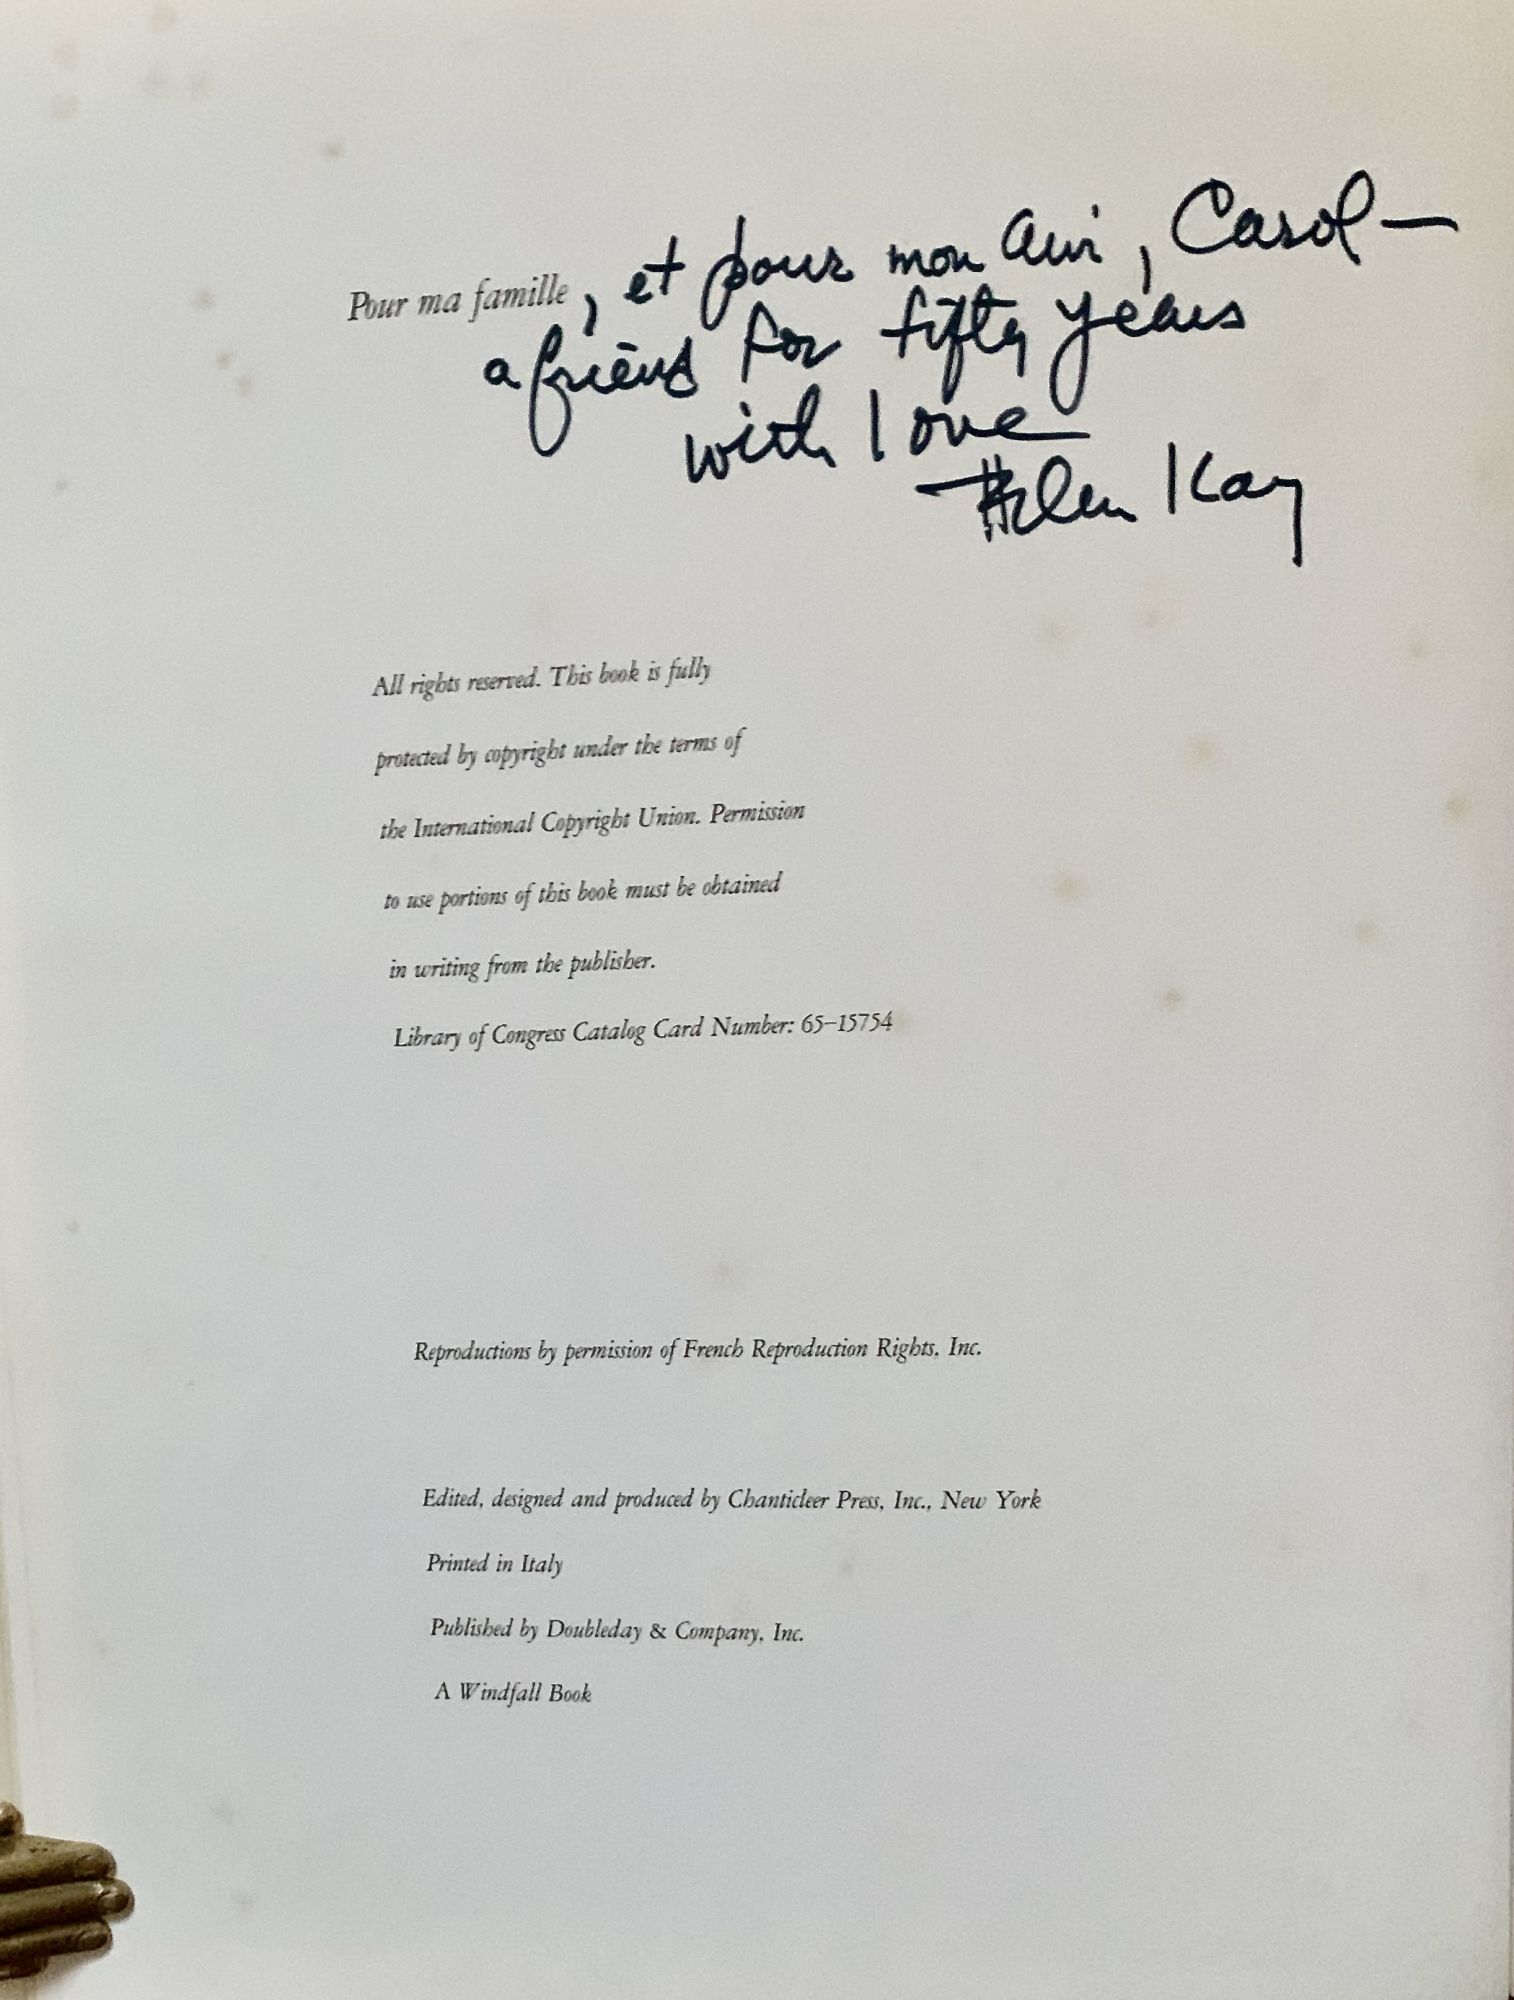 Pour ma famille, et pour mon ami, Carol —
a friend for fifty years
with love
Helen Kay
All rights reserved. This book is fully
protected by copyright under the terms of
the International Copyright Union. Permission
to use portions of this book must be obtained
in writing from the publisher.
Library of Congress Catalog Card Number: 65–15754
Reproductions by permission of French Reproduction Rights, Inc.
Edited, designed and produced by Chanticleer Press, Inc., New York
Printed in Italy
Published by Doubleday & Company, Inc.
A Windfall Book